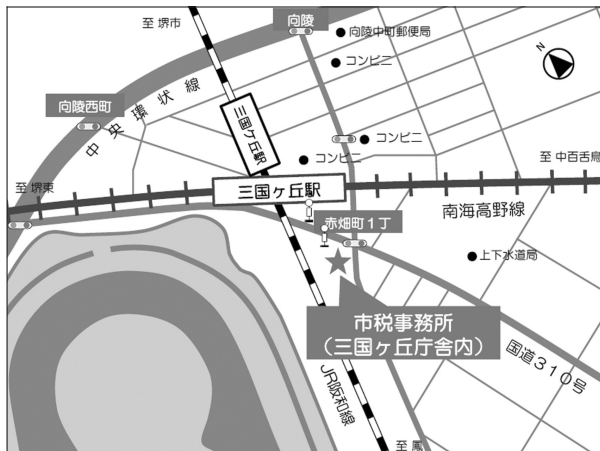 至 堺市
向陵
向陵中町郵便局
コンビニ
N
向陵西町
中央環状線
三国ヶ丘駅
コンビニ
コンビニ
至 中百舌鳥
至 堺東
三国ヶ丘駅
南海高野線
赤畑町1丁
上下水道局
市税事務所
（三国ヶ丘庁舎内）
国道310号
JR阪和線
至 鳳